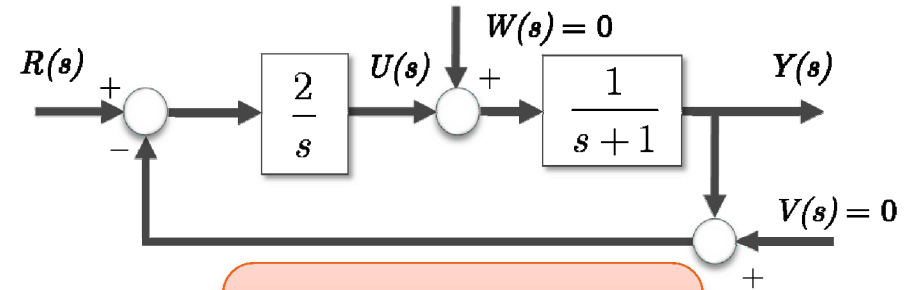 R(s)
+
−
2
s
U(s)
W(s) = 0
+
1
s + 1
Y(s)
V(s) = 0
+